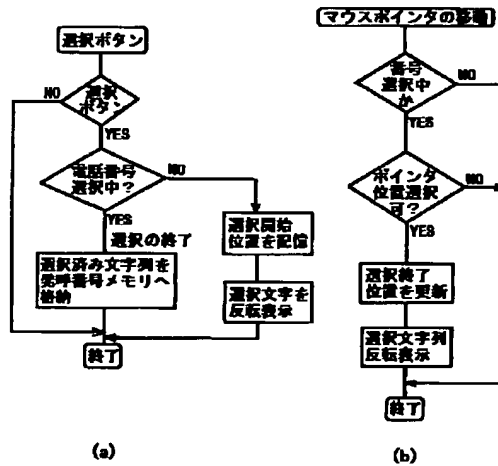 選択ボタン
選択
ボタン
NO
YES
電話番号
選択中?
NO
YES
選択の終了
選択済み文字列を
発呼番号メモリへ
格納
選択開始
位置を記憶
選択文字を
反転表示
終了
(a)
マウスポインタの移動
番号
選択中
か
NO
YES
ポインタ
位置選択
可?
NO
YES
選択終了
位置を更新
選択文字列
反転表示
終了
(b)